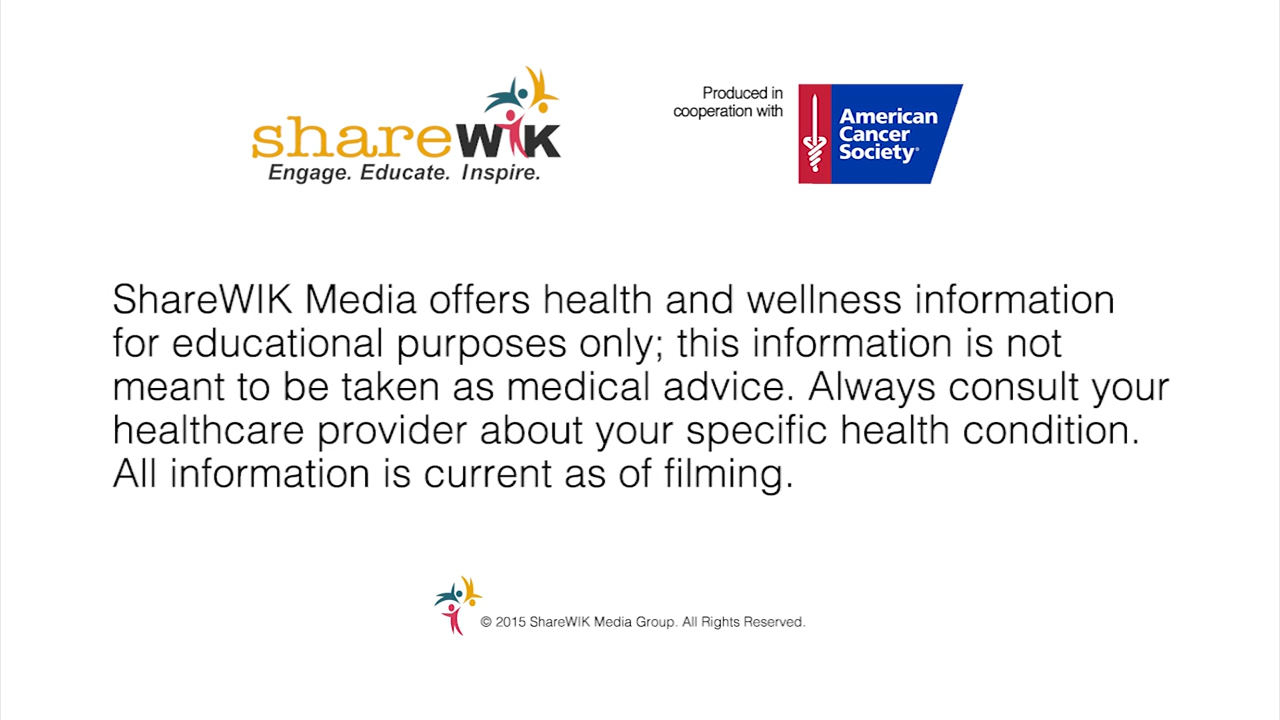 shareWIK
Engage. Educate. Inspire.
Produced in
cooperation with
American
Cancer
Society®
ShareWIK Media offers health and wellness information
for educational purposes only; this information is not
meant to be taken as medical advice. Always consult your
healthcare provider about your specific health condition.
All information is current as of filming.
© 2015 ShareWIK Media Group. All Rights Reserved.